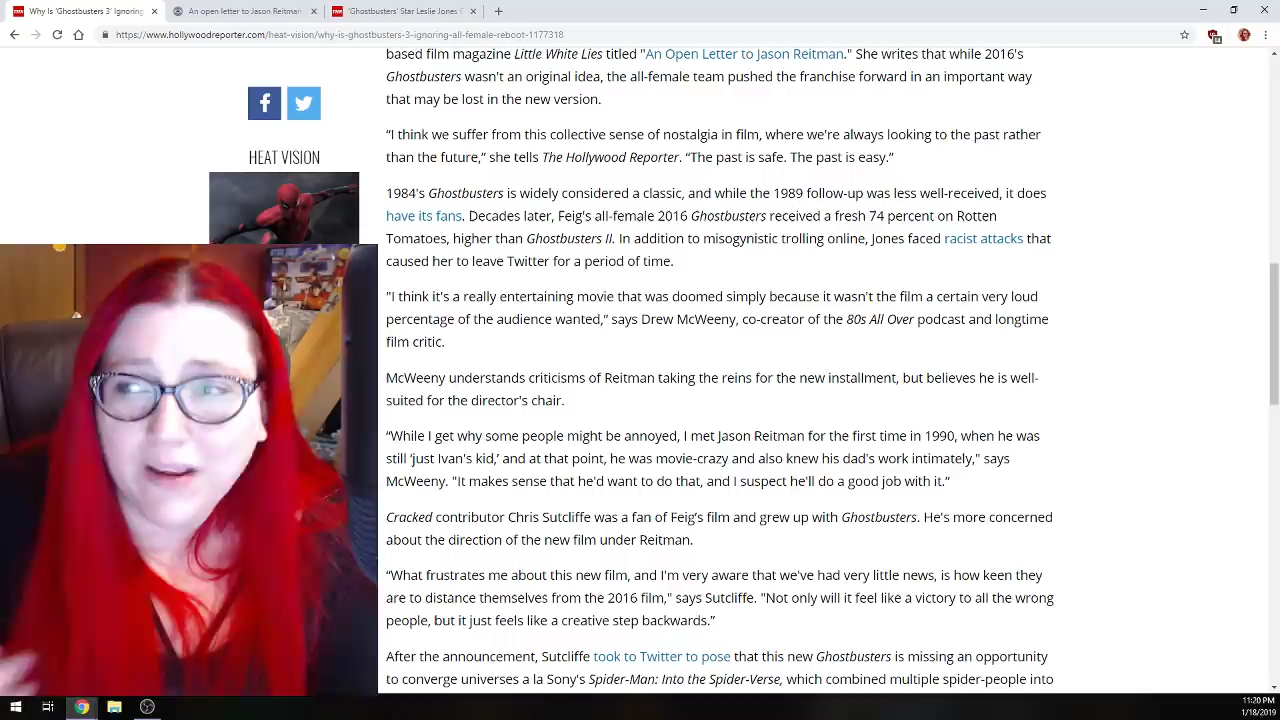 Why Is 'Ghostbusters 3' Ignoring
An open letter to Jason Reitman
'Ghostbusters' Star Leslie Jones C
https://www.hollywoodreporter.com/heat-vision/why-is-ghostbusters-3-ignoring-all-female-reboot-1177318
based film magazine Little White Lies titled "An Open Letter to Jason Reitman." She writes that while 2016's
Ghostbusters wasn't an original idea, the all-female team pushed the franchise forward in an important way
that may be lost in the new version.
“I think we suffer from this collective sense of nostalgia in film, where we're always looking to the past rather
than the future,” she tells The Hollywood Reporter. “The past is safe. The past is easy.”
HEAT VISION
1984's Ghostbusters is widely considered a classic, and while the 1989 follow-up was less well-received, it does
have its fans. Decades later, Feig's all-female 2016 Ghostbusters received a fresh 74 percent on Rotten
Tomatoes, higher than Ghostbusters II. In addition to misogynistic trolling online, Jones faced racist attacks that
caused her to leave Twitter for a period of time.
"I think it's a really entertaining movie that was doomed simply because it wasn't the film a certain very loud
percentage of the audience wanted,” says Drew McWeeny, co-creator of the 80s All Over podcast and longtime
film critic.
McWeeny understands criticisms of Reitman taking the reins for the new installment, but believes he is well-
suited for the director's chair.
“While I get why some people might be annoyed, I met Jason Reitman for the first time in 1990, when he was
still ‘just Ivan's kid,’ and at that point, he was movie-crazy and also knew his dad's work intimately," says
McWeeny. "It makes sense that he'd want to do that, and I suspect he'll do a good job with it.”
Cracked contributor Chris Sutcliffe was a fan of Feig’s film and grew up with Ghostbusters. He's more concerned
about the direction of the new film under Reitman.
“What frustrates me about this new film, and I'm very aware that we've had very little news, is how keen they
are to distance themselves from the 2016 film," says Sutcliffe. "Not only will it feel like a victory to all the wrong
people, but it just feels like a creative step backwards.”
After the announcement, Sutcliffe took to Twitter to pose that this new Ghostbusters is missing an opportunity
to converge universes a la Sony's Spider-Man: Into the Spider-Verse, which combined multiple spider-people into
11:20 PM
1/18/2019